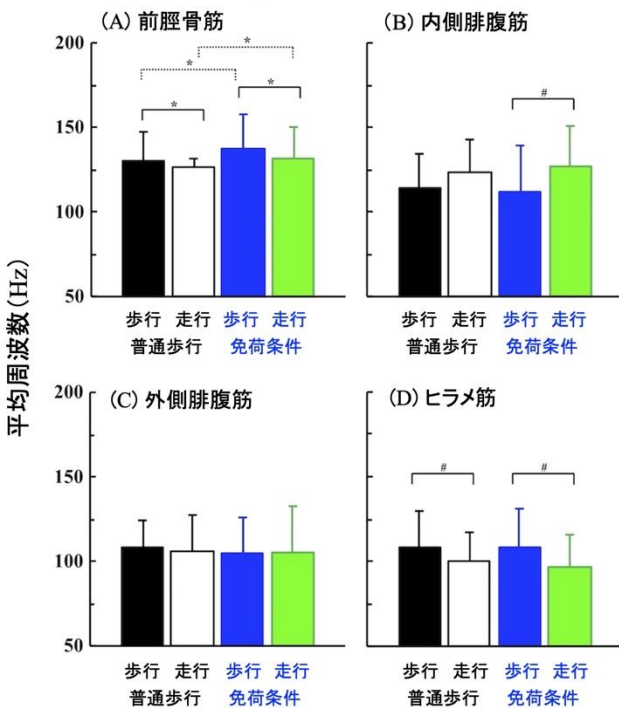 (A) 前脛骨筋
(B) 内側腓腹筋
200
*
*
*
*
#
150
100
50
歩行 走行 歩行 走行
歩行 走行 歩行 走行
普通歩行 免荷条件
普通歩行 免荷条件
平均周波数(Hz)
(C) 外側腓腹筋
(D) ヒラメ筋
200
#
#
150
100
50
歩行 走行 歩行 走行
歩行 走行 歩行 走行
普通歩行 免荷条件
普通歩行 免荷条件